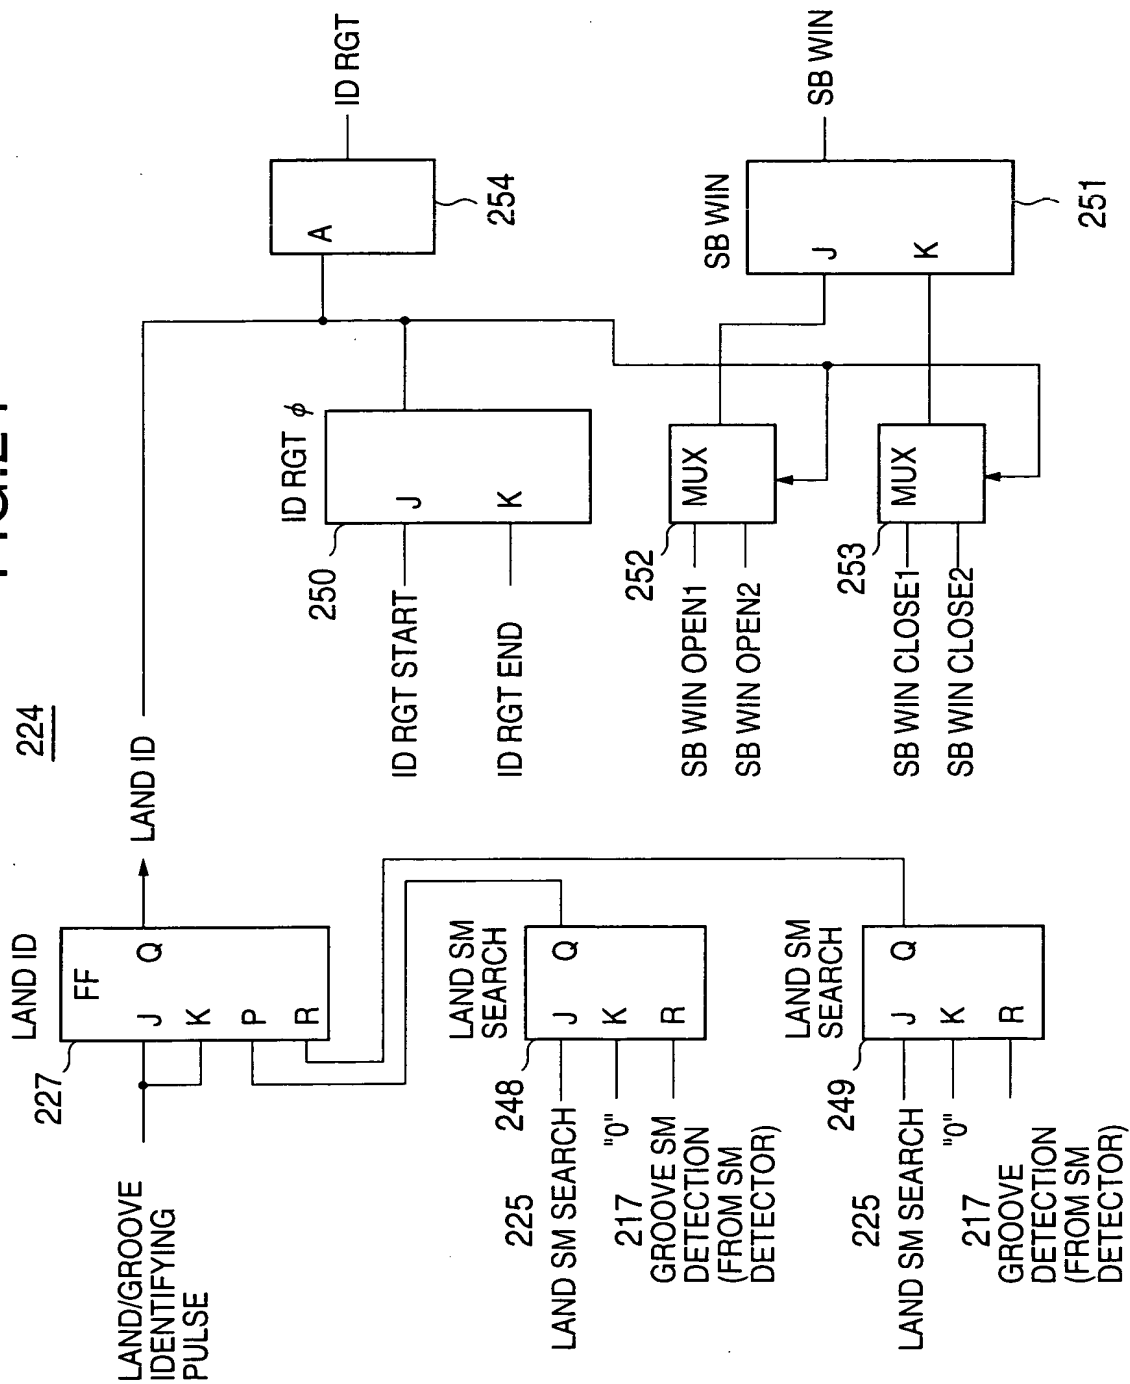 224
LAND/GROOVE
IDENTIFYING
PULSE
227
LAND ID
FF
J
Q
K
P
R
LAND ID
225
LAND SM SEARCH
"0"
217
GROOVE SM
DETECTION
(FROM SM
DETECTOR)
248
LAND SM
SEARCH
J
Q
K
R
225
LAND SM SEARCH
"0"
217
GROOVE
DETECTION
(FROM SM
DETECTOR)
249
LAND SM
SEARCH
J
Q
K
R
ID RGT START
ID RGT END
250
ID RGT ϕ
J
K
A
254
ID RGT
SB WIN OPEN1
SB WIN OPEN2
252
MUX
SB WIN CLOSE1
SB WIN CLOSE2
253
MUX
SB WIN
J
K
251
SB WIN